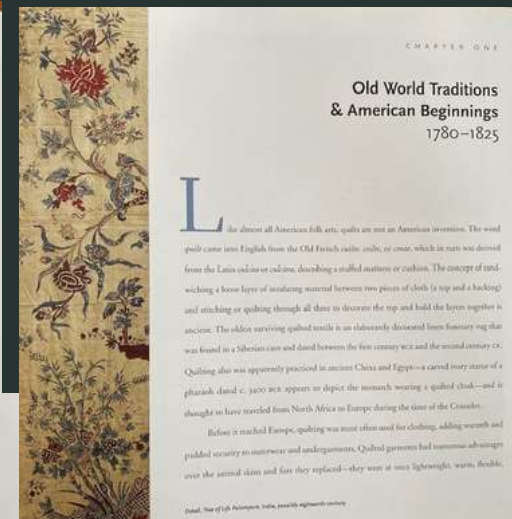 CHAPTER ONE
Old World Traditions
& American Beginnings
1780–1825
Like almost all American folk arts, quilts are not an American invention. The word
quilt came into English from the Old French cuilte, coilte, or which in turn was derived
from the Latin culcita or describing a stuffed mattress or cushion. The concept of sand-
wiching a loose layer of insulating material between two pieces of cloth (a top and a backing)
and stitching or quilting through all three to decorate the top and hold the layers together is
ancient. The oldest surviving quilted textile is an elaborately decorated linen funerary rug that
was found in a Siberian cave and dated between the first century BCE and the second century CE.
Quilting also was apparently practiced in ancient China and Egypt—a carved ivory statue of a
pharaoh dated c. 3400 BCE appears to depict the monarch wearing a quilted cloak—and is
thought to have traveled from North Africa to Europe during the time of the Crusades.
Before it reached Europe, quilting was most often used for clothing, adding warmth and
padded security to outerwear and undergarments. Quilted garments had numerous advantages
over the animal skins and furs they replaced—they were at once lightweight, warm, flexible,
Detail, Tree of Life Palampore, India, possibly eighteenth century